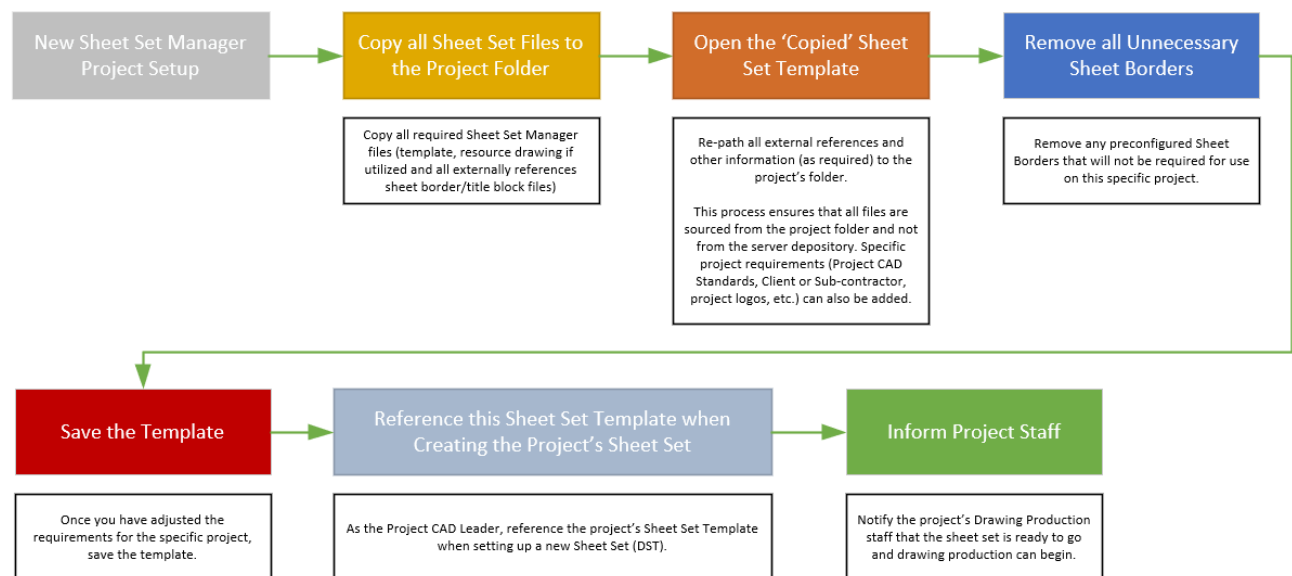 New Sheet Set Manager
Project Setup
Copy all Sheet Set Files to
the Project Folder
Copy all required Sheet Set Manager
files (template, resource drawing if
utilized and all externally references
sheet border/title block files)
Open the ‘Copied’ Sheet
Set Template
Re-path all external references and
other information (as required) to the
project’s folder.
This process ensures that all files are
sourced from the project folder and not
from the server depository. Specific
project requirements (Project CAD
Standards, Client or Sub-contractor,
project logos, etc.) can also be added.
Remove all Unnecessary
Sheet Borders
Remove any preconfigured Sheet
Borders that will not be required for use
on this specific project.
Save the Template
Once you have adjusted the
requirements for the specific project,
save the template.
Reference this Sheet Set Template when
Creating the Project’s Sheet Set
As the Project CAD Leader, reference the project’s Sheet Set Template
when setting up a new Sheet Set (DST).
Inform Project Staff
Notify the project’s Drawing Production
staff that the sheet set is ready to go
and drawing production can begin.